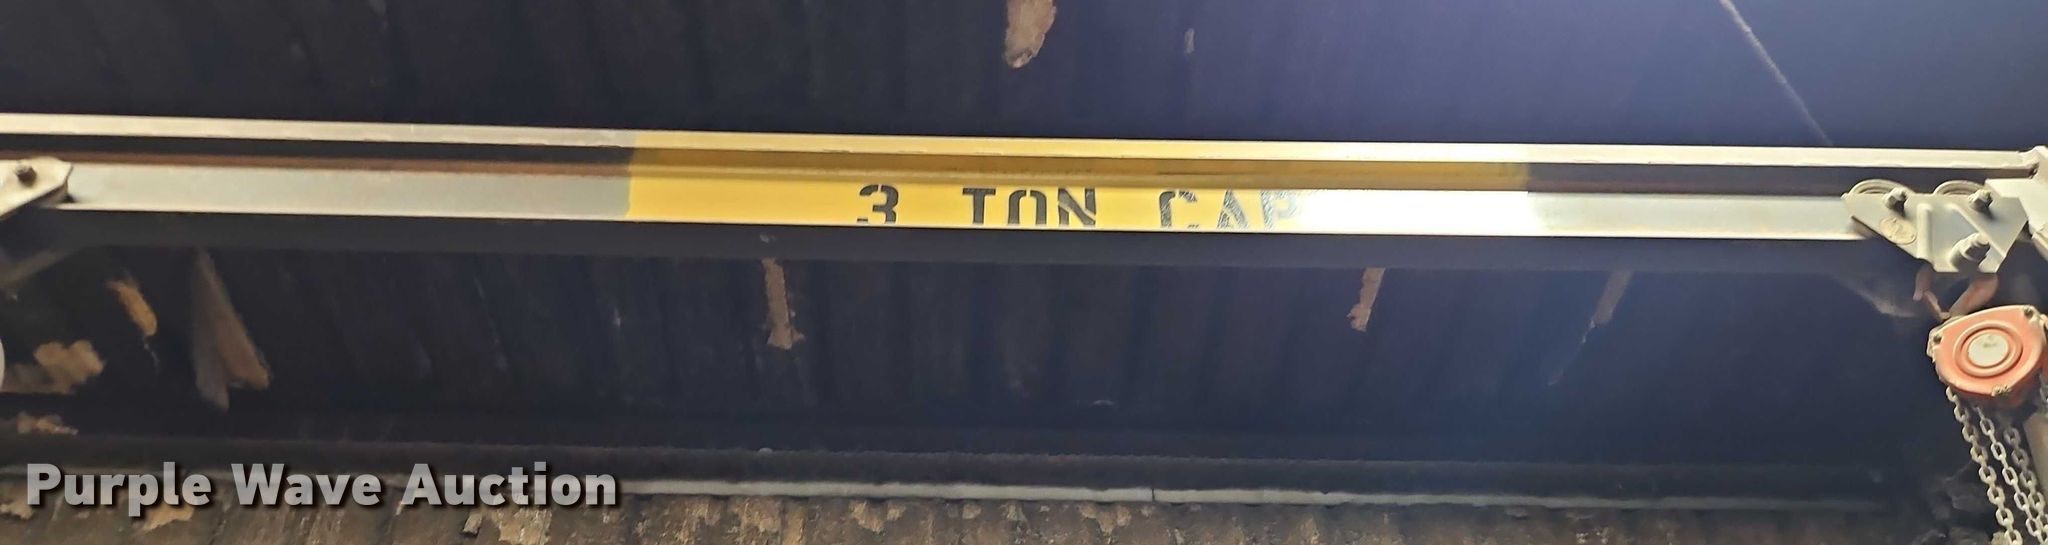 3 TON CAP
Purple Wave Auction